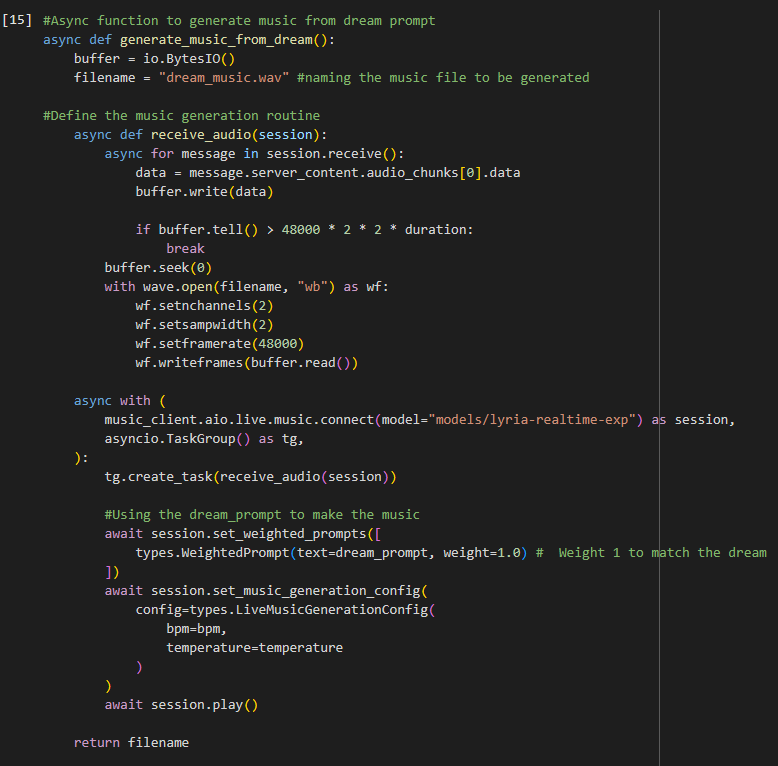 [15] #Async function to generate music from dream prompt
async def generate_music_from_dream():
    buffer = io.BytesIO()
    filename = "dream_music.wav" #naming the music file to be generated

#Define the music generation routine
    async def receive_audio(session):
        async for message in session.receive():
            data = message.server_content.audio_chunks[0].data
            buffer.write(data)

            if buffer.tell() > 48000 * 2 * 2 * duration:
                break
        buffer.seek(0)
        with wave.open(filename, "wb") as wf:
            wf.setnchannels(2)
            wf.setsampwidth(2)
            wf.setframerate(48000)
            wf.writeframes(buffer.read())

    async with (
        music_client.aio.live.music.connect(model="models/lyria-realtime-exp") as session,
        asyncio.TaskGroup() as tg,
    ):
        tg.create_task(receive_audio(session))

        #Using the dream_prompt to make the music
        await session.set_weighted_prompts([
            types.WeightedPrompt(text=dream_prompt, weight=1.0) #  Weight 1 to match the dream
        ])
        await session.set_music_generation_config(
            config=types.LiveMusicGenerationConfig(
                bpm=bpm,
                temperature=temperature
            )
        )
        await session.play()

    return filename